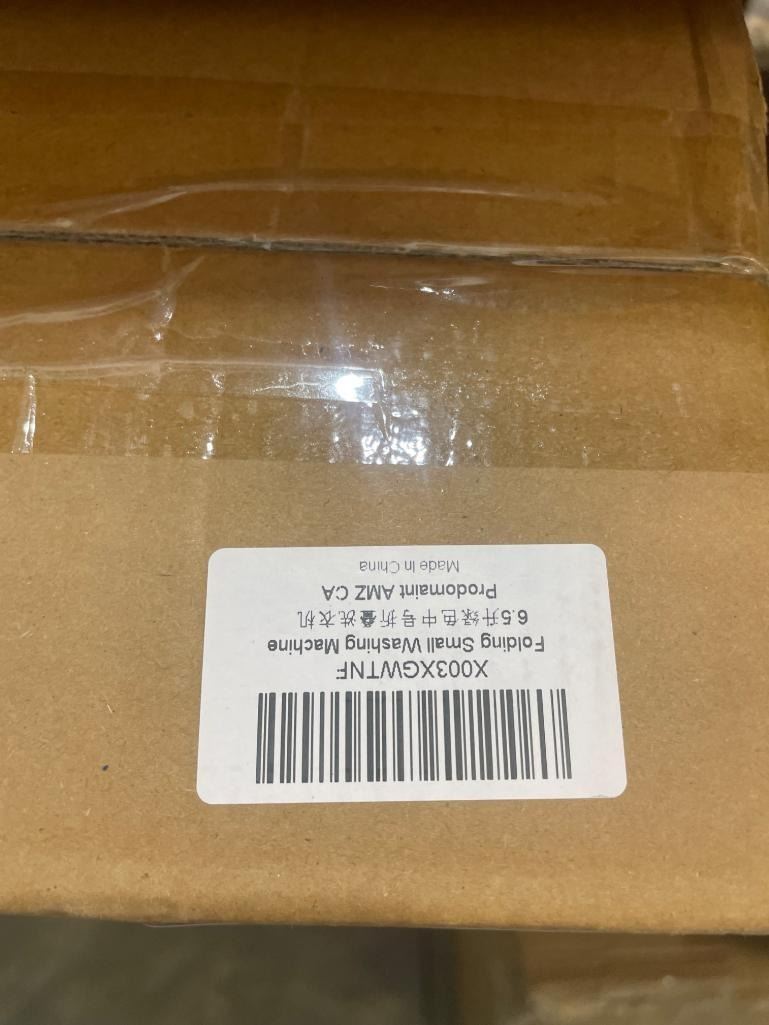 X003XGWTNF
Folding Small Washing Machine
6.5升绿色中号折叠洗衣机
Prodomaint AMZ CA
Made In China